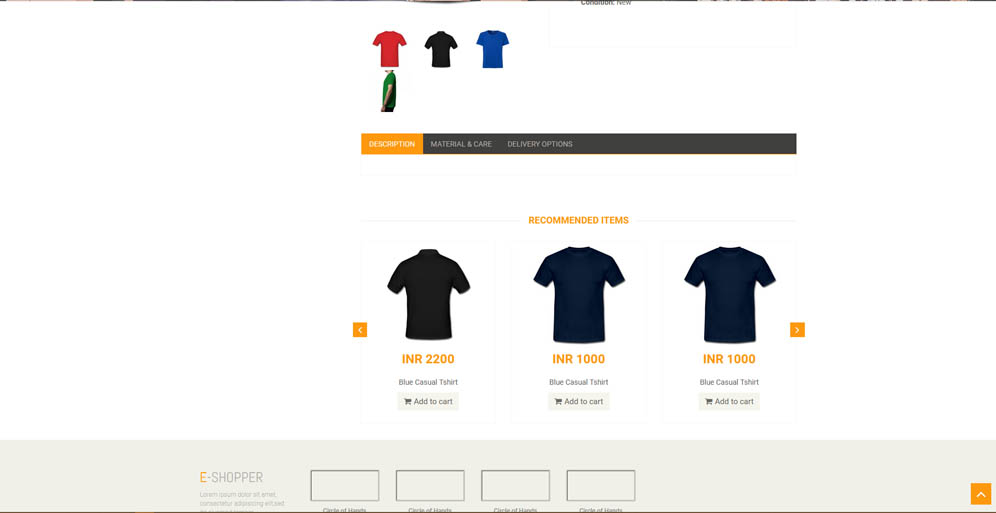 Condition: New
DESCRIPTION MATERIAL & CARE DELIVERY OPTIONS
RECOMMENDED ITEMS
INR 2200 INR 1000 INR 1000
Blue Casual Tshirt Blue Casual Tshirt Blue Casual Tshirt
Add to cart Add to cart Add to cart
E-SHOPPER
Lorem ipsum dolor sit emet,
consectetur adipisicing elit,sed
Circle of Hands Circle of Hands Circle of Hands Circle of Hands